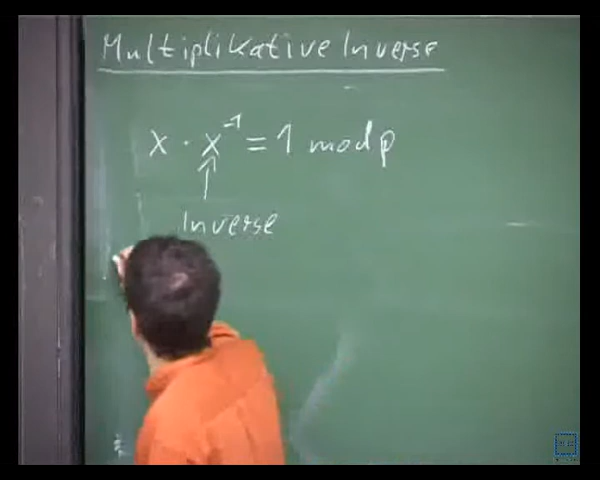 Multiplikative Inverse
x · x⁻¹ = 1 mod p
Inverse